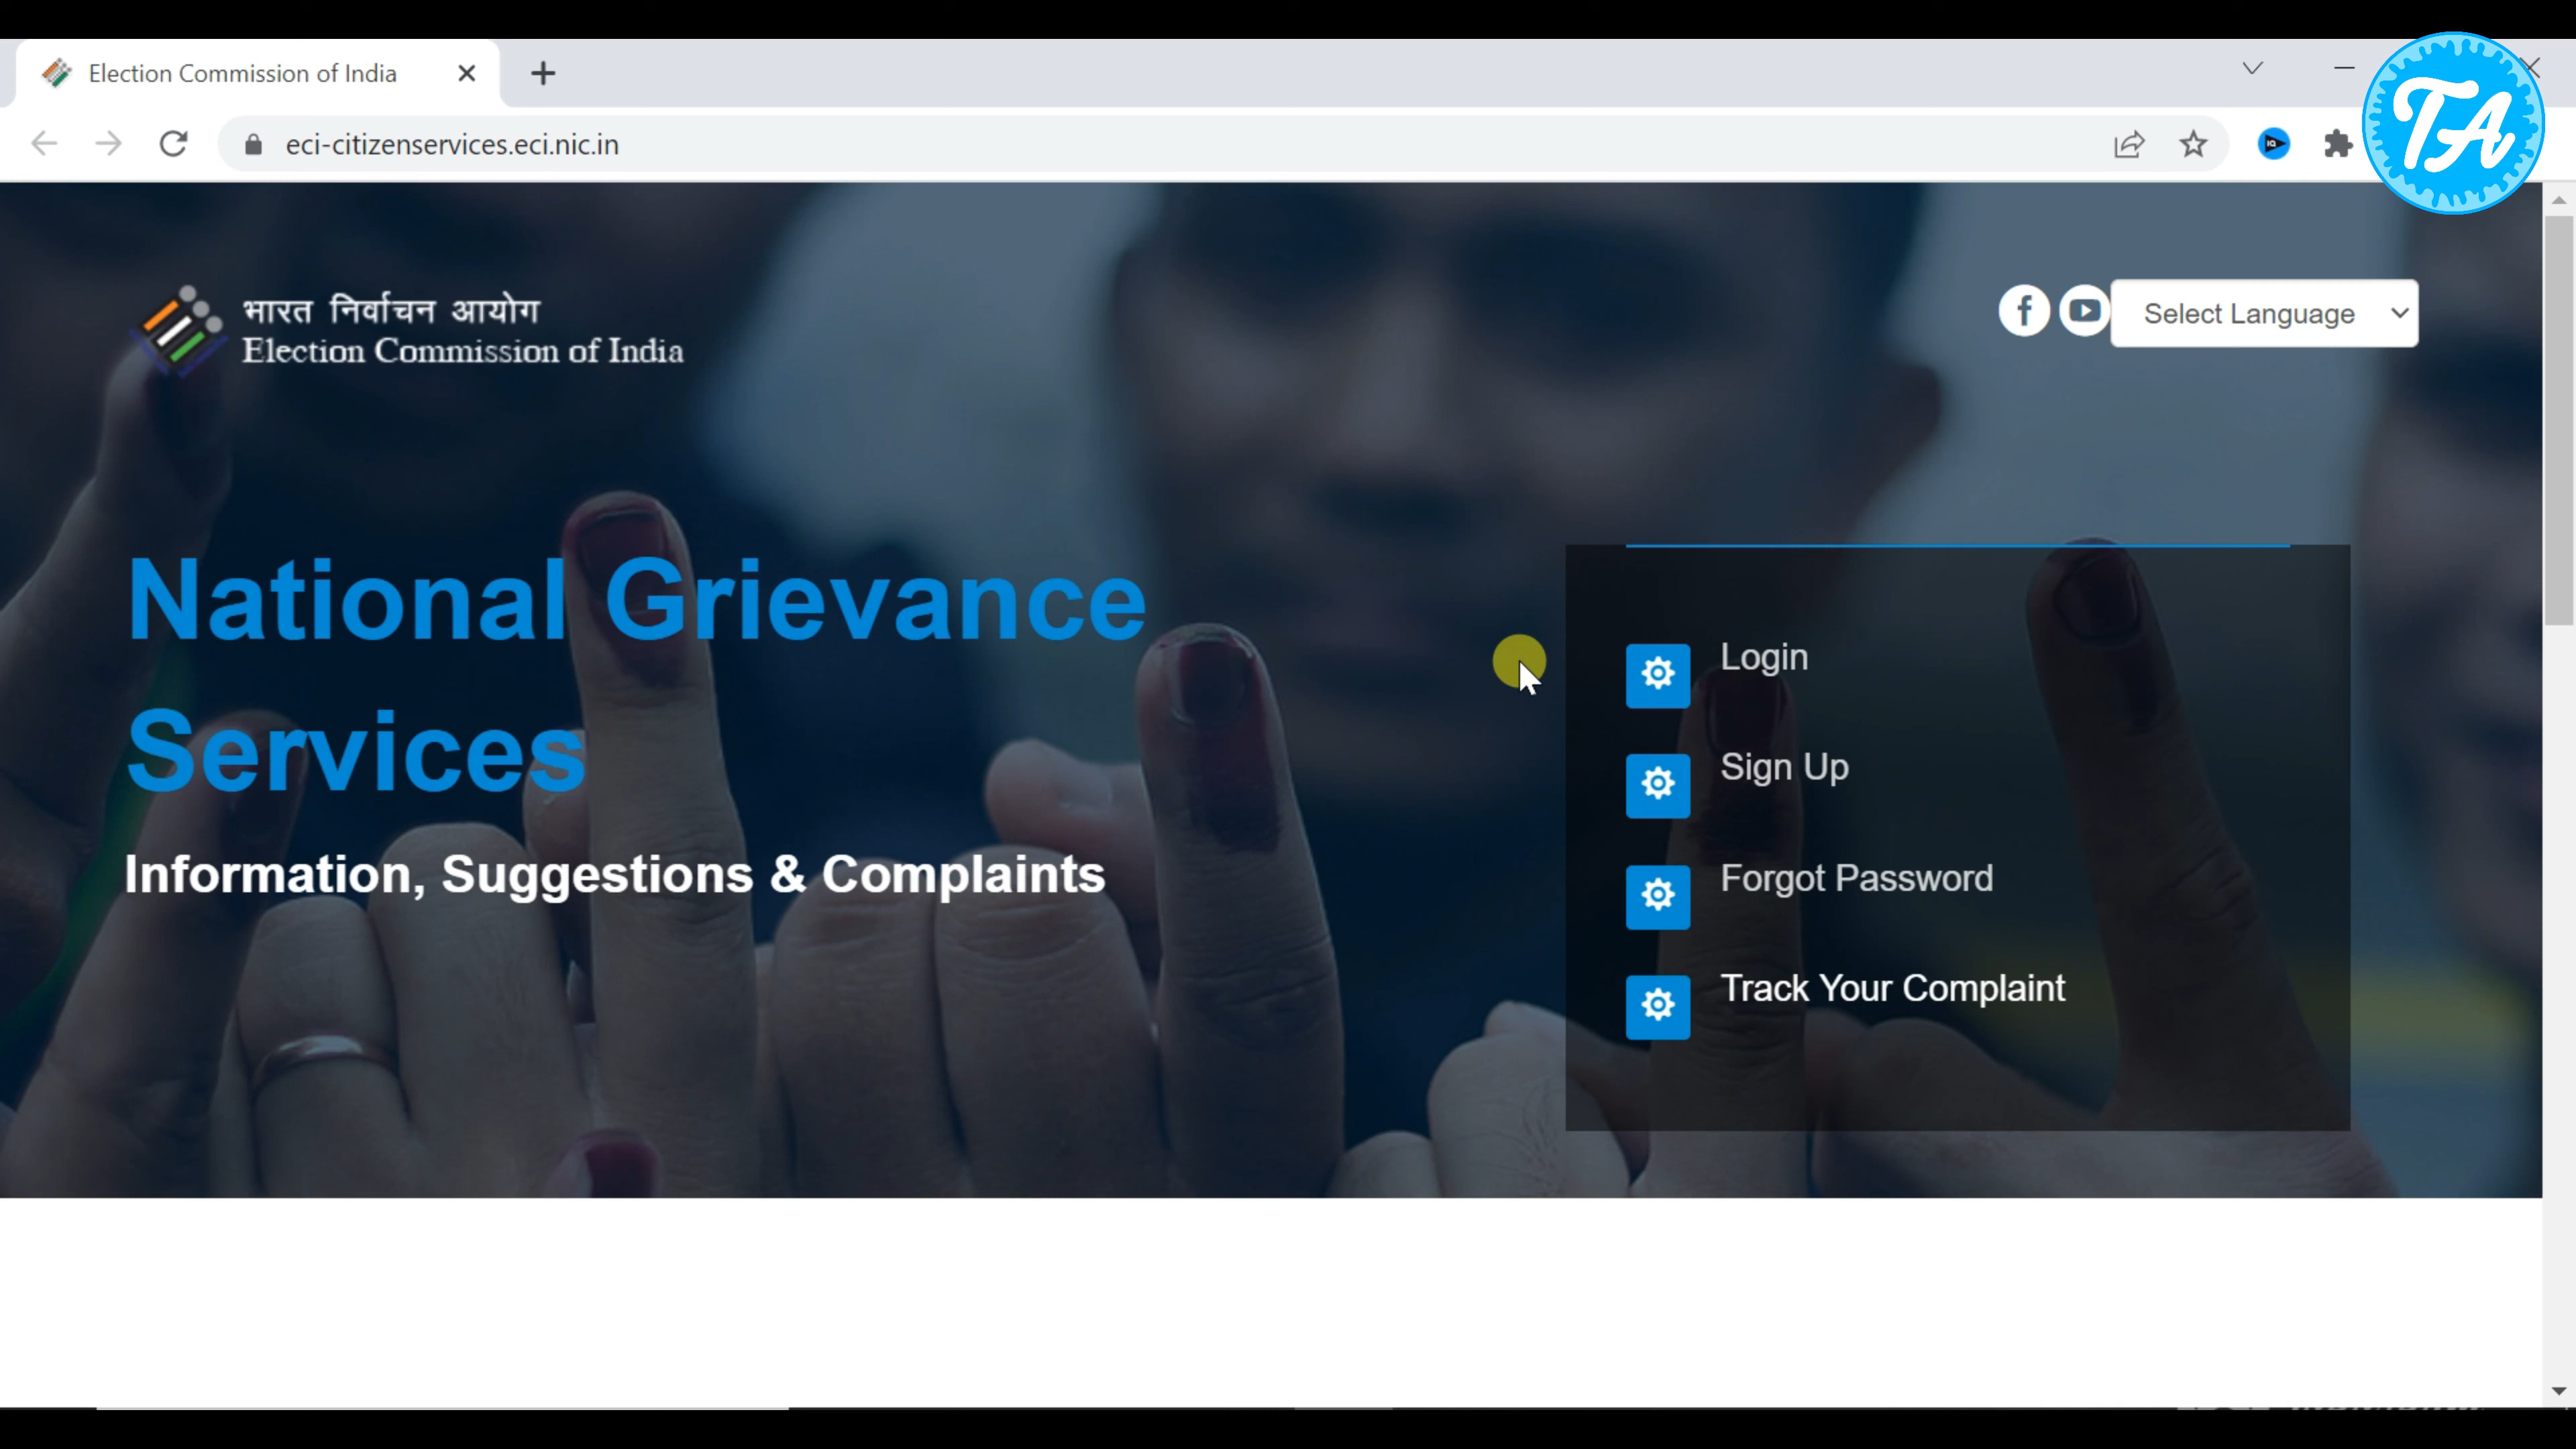 Election Commission of India
eci-citizenservices.eci.nic.in
TA
भारत निर्वाचन आयोग
Election Commission of India
Select Language
National Grievance
Services
Information, Suggestions & Complaints
Login
Sign Up
Forgot Password
Track Your Complaint